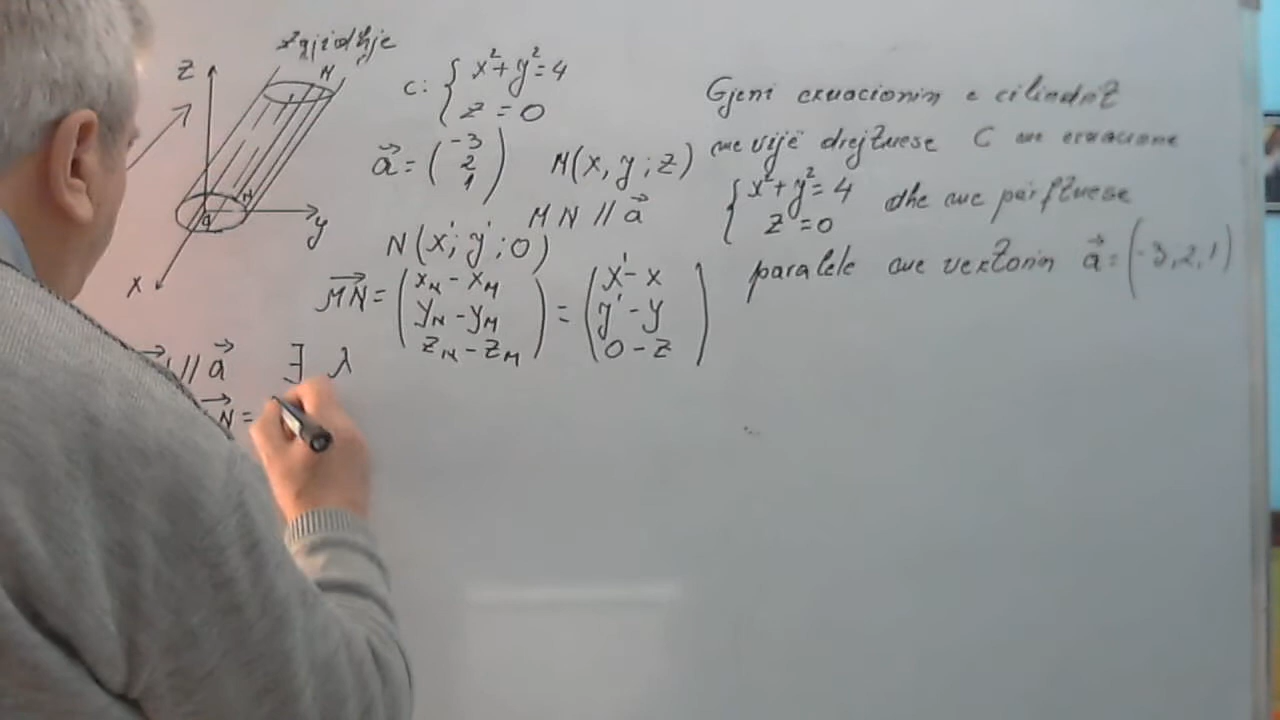 Zgjidhje
Z
M
N
O
y
x
C: { x² + y² = 4
z = 0
a⃗ = (-3
2
1)
M(x, y; z)
MN // a⃗
N(x'; y'; 0)
MN⃗ = (x_N - x_M
y_N - y_M
z_N - z_M) = (x' - x
y' - y
0 - z)
// a⃗ ∃ λ
N⃗ =
Gjeni ekuacionin e cilindrit
me vijë drejtuese C me ekuacione
{ x² + y² = 4
z = 0 dhe me përftuese
paralele me vektorin a⃗ = (-3, 2, 1)